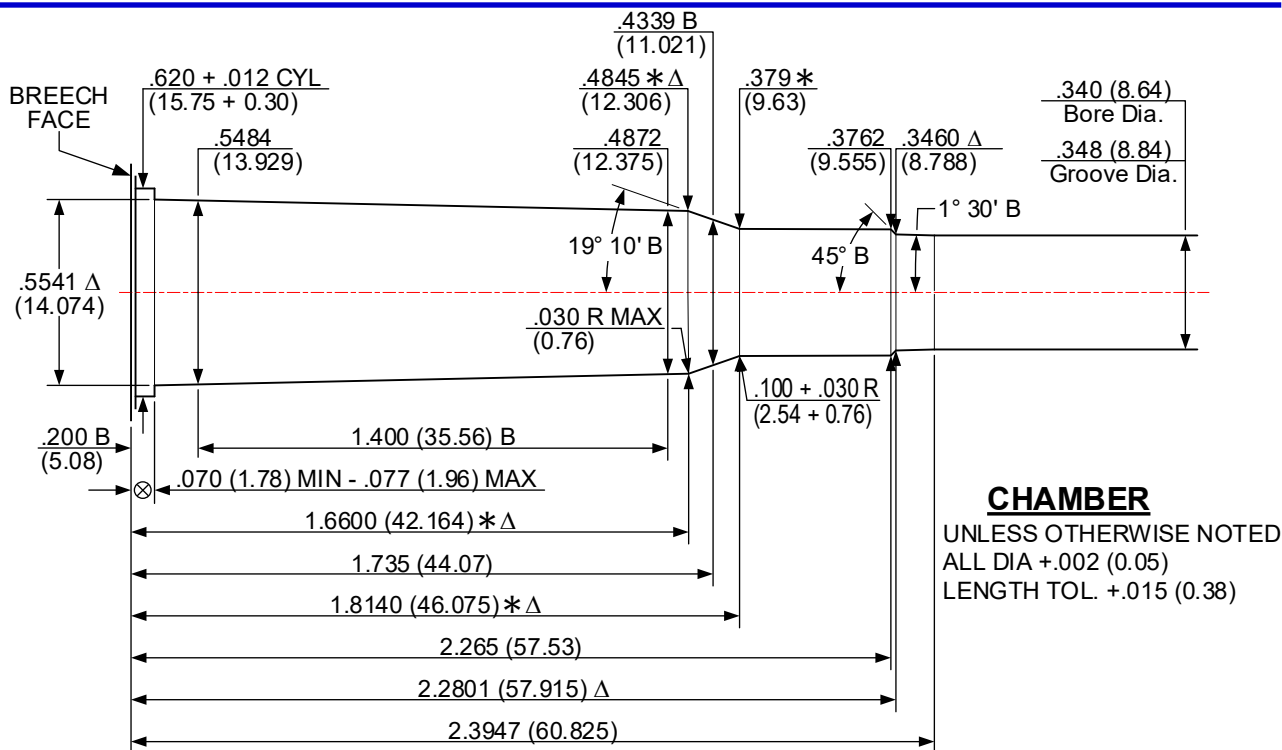 .4339 B
(11.021)
.620 + .012 CYL
(15.75 + 0.30)
.4845 * Δ
(12.306)
.379 *
(9.63)
.340 (8.64)
Bore Dia.
BREECH
FACE
.5484
(13.929)
.4872
(12.375)
.3762
(9.555)
.3460 Δ
(8.788)
.348 (8.84)
Groove Dia.
1° 30' B
19° 10' B
45° B
.5541 Δ
(14.074)
.030 R MAX
(0.76)
.100 + .030 R
(2.54 + 0.76)
.200 B
(5.08)
1.400 (35.56) B
.070 (1.78) MIN - .077 (1.96) MAX
1.6600 (42.164) * Δ
1.735 (44.07)
1.8140 (46.075) * Δ
2.265 (57.53)
2.2801 (57.915) Δ
2.3947 (60.825)
CHAMBER
UNLESS OTHERWISE NOTED
ALL DIA +.002 (0.05)
LENGTH TOL. +.015 (0.38)